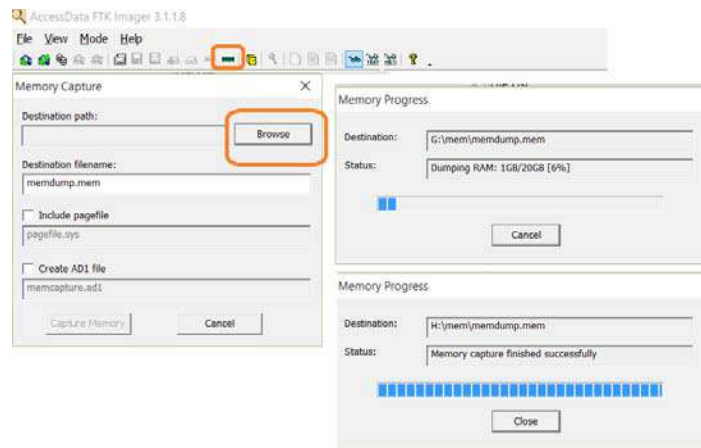 AccessData FTK Imager 3.1.1.8
File View Mode Help
Memory Capture
Destination path:
Browse
Destination filename:
memdump.mem
Include pagefile
pagefile.sys
Create AD1 file
memcapture.ad1
Capture Memory Cancel
Memory Progress
Destination: G:\mem\memdump.mem
Status: Dumping RAM: 1GB/20GB [6%]
Cancel
Memory Progress
Destination: H:\mem\memdump.mem
Status: Memory capture finished successfully
Close